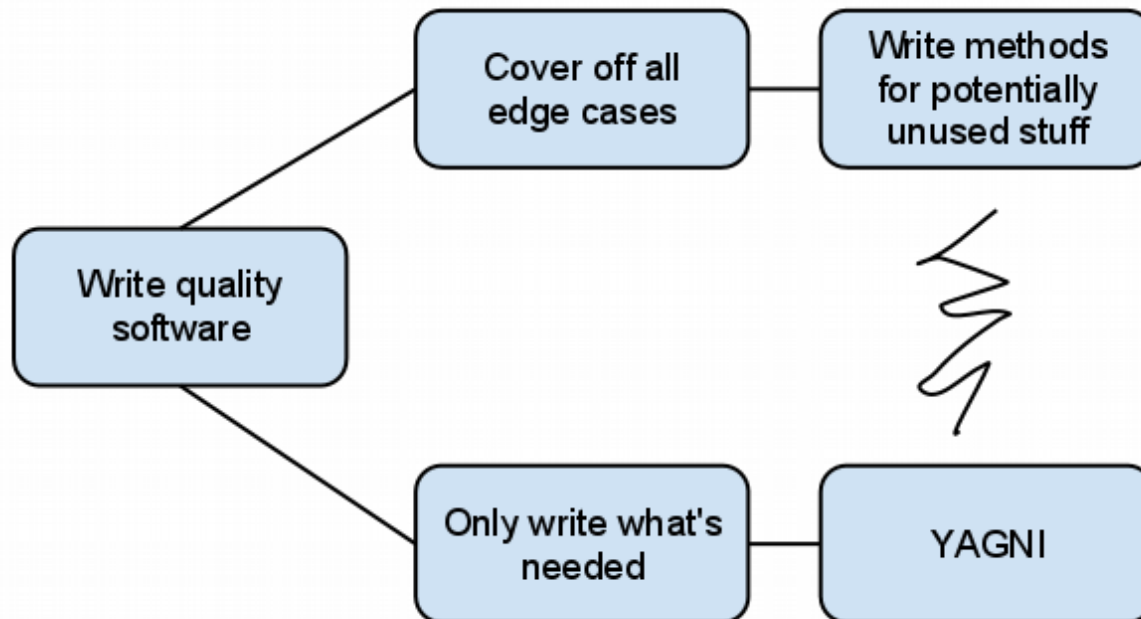 Cover off all
edge cases
Write methods
for potentially
unused stuff
Write quality
software
Only write what's
needed
YAGNI